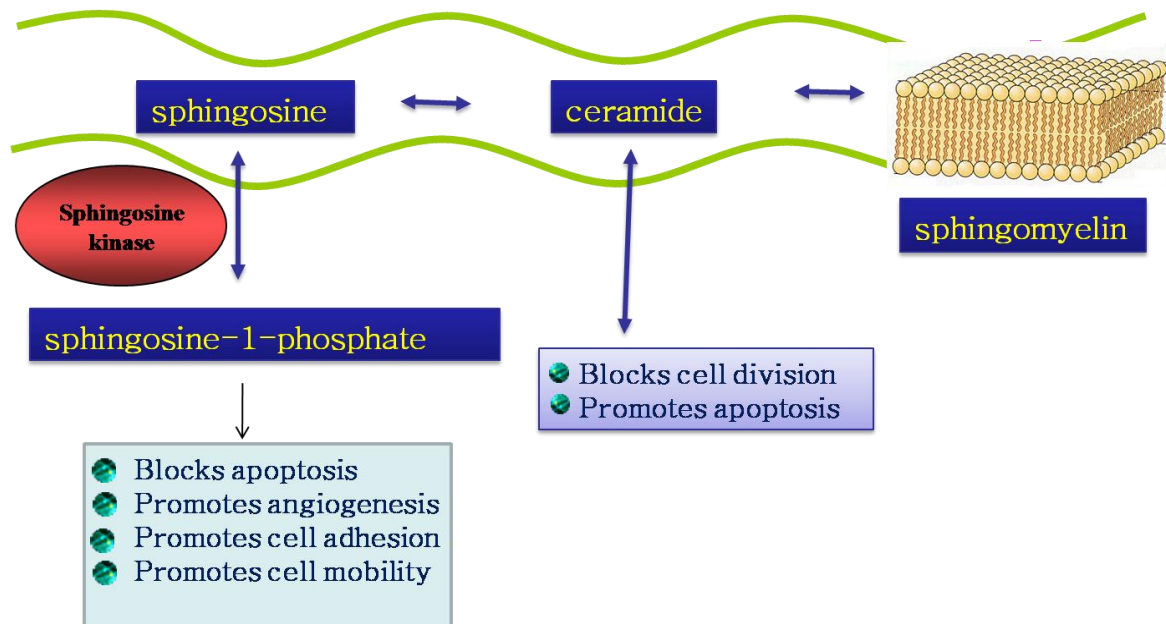 sphingosine
ceramide
sphingomyelin
Sphingosine
kinase
sphingosine-1-phosphate
Blocks cell division
Promotes apoptosis
Blocks apoptosis
Promotes angiogenesis
Promotes cell adhesion
Promotes cell mobility